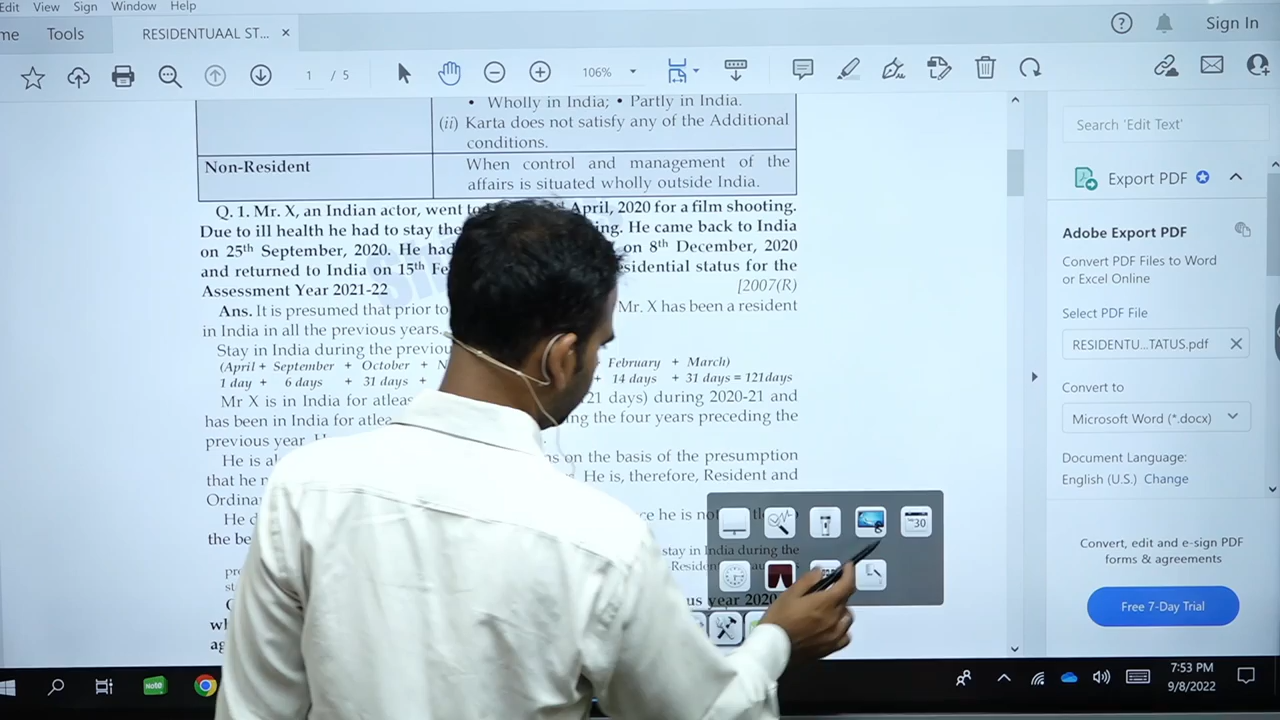 Edit View Sign Window Help
me Tools RESIDENTUAAL ST... × Sign In
1 / 5 106%
• Wholly in India; • Partly in India.
(ii) Karta does not satisfy any of the Additional
conditions.
Non-Resident When control and management of the
affairs is situated wholly outside India.
Q. 1. Mr. X, an Indian actor, went to April, 2020 for a film shooting.
Due to ill health he had to stay ing. He came back to India
on 25th September, 2020. He had on 8th December, 2020
and returned to India on 15th esidential status for the
Assessment Year 2021-22 [2007(R)
Ans. It is presumed that prior to Mr. X has been a resident
in India in all the previous years.
Stay in India during the previou
(April + September + October + N February + March)
1 day + 6 days + 31 days + + 14 days + 31 days = 121days
Mr X is in India for atleas 21 days) during 2020-21 and
has been in India for atlea ing the four years preceding the
previous year.
He is al ns on the basis of the presumption
that he He is, therefore, Resident and
Ordina
He ce he is not
the be
stay in India during the
Residen
us year 2020
Search 'Edit Text'
Export PDF
Adobe Export PDF
Convert PDF Files to Word
or Excel Online
Select PDF File
RESIDENTU...TATUS.pdf ×
Convert to
Microsoft Word (*.docx)
Document Language:
English (U.S.) Change
Convert, edit and e-sign PDF
forms & agreements
Free 7-Day Trial
30
Note
7:53 PM
9/8/2022